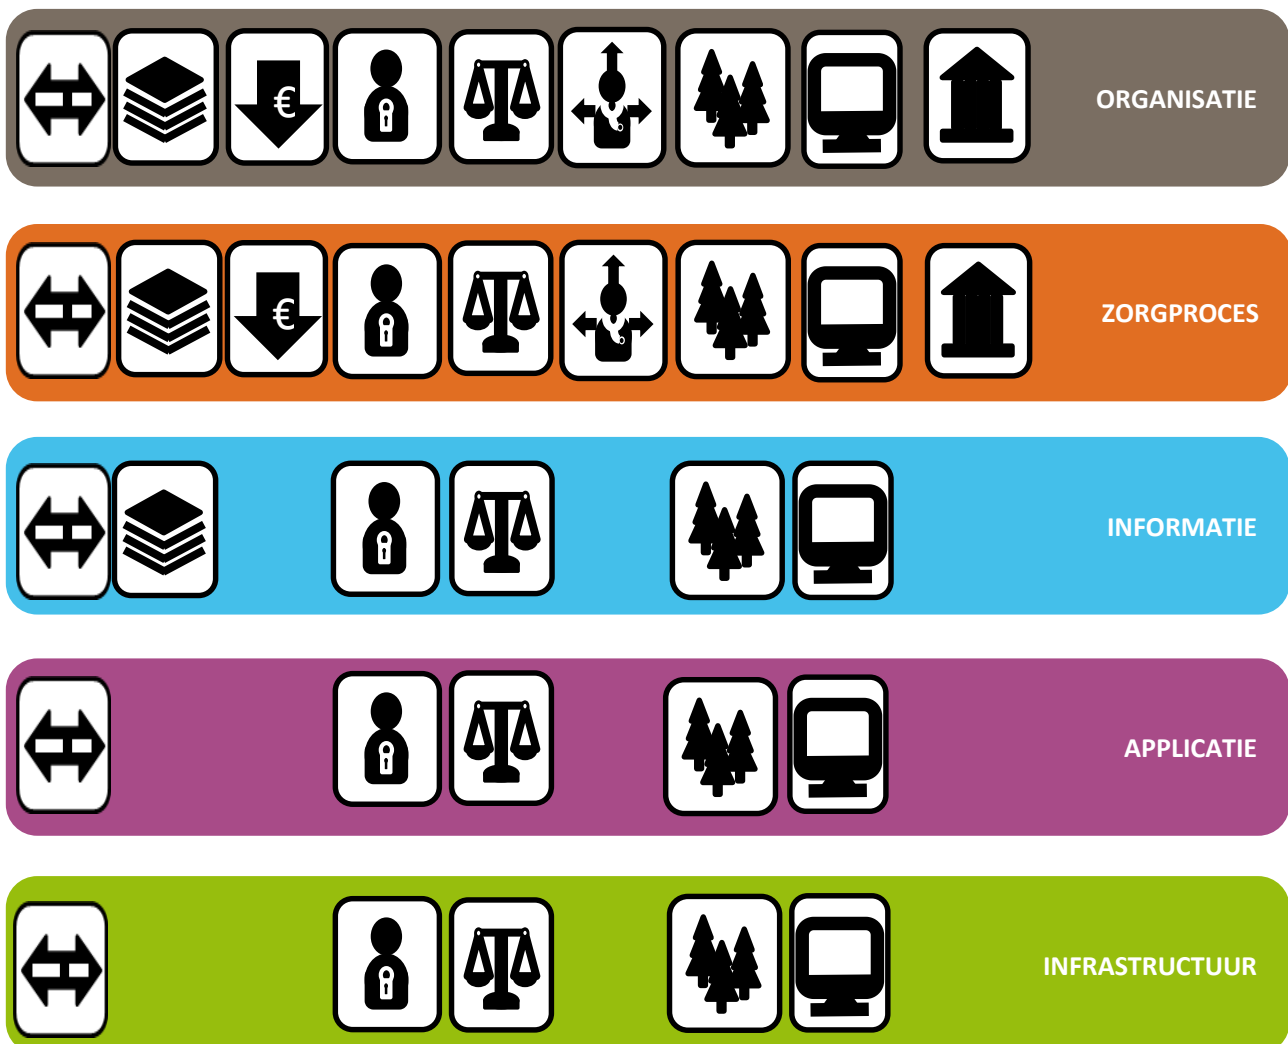 €
ORGANISATIE
€
ZORGPROCES
INFORMATIE
APPLICATIE
INFRASTRUCTUUR